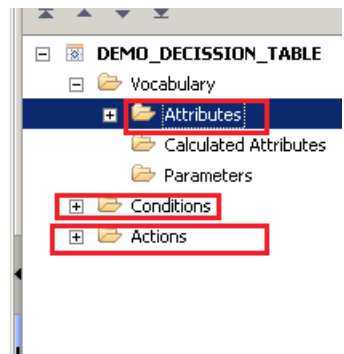 DEMO_DECISSION_TABLE
Vocabulary
Attributes
Calculated Attributes
Parameters
Conditions
Actions